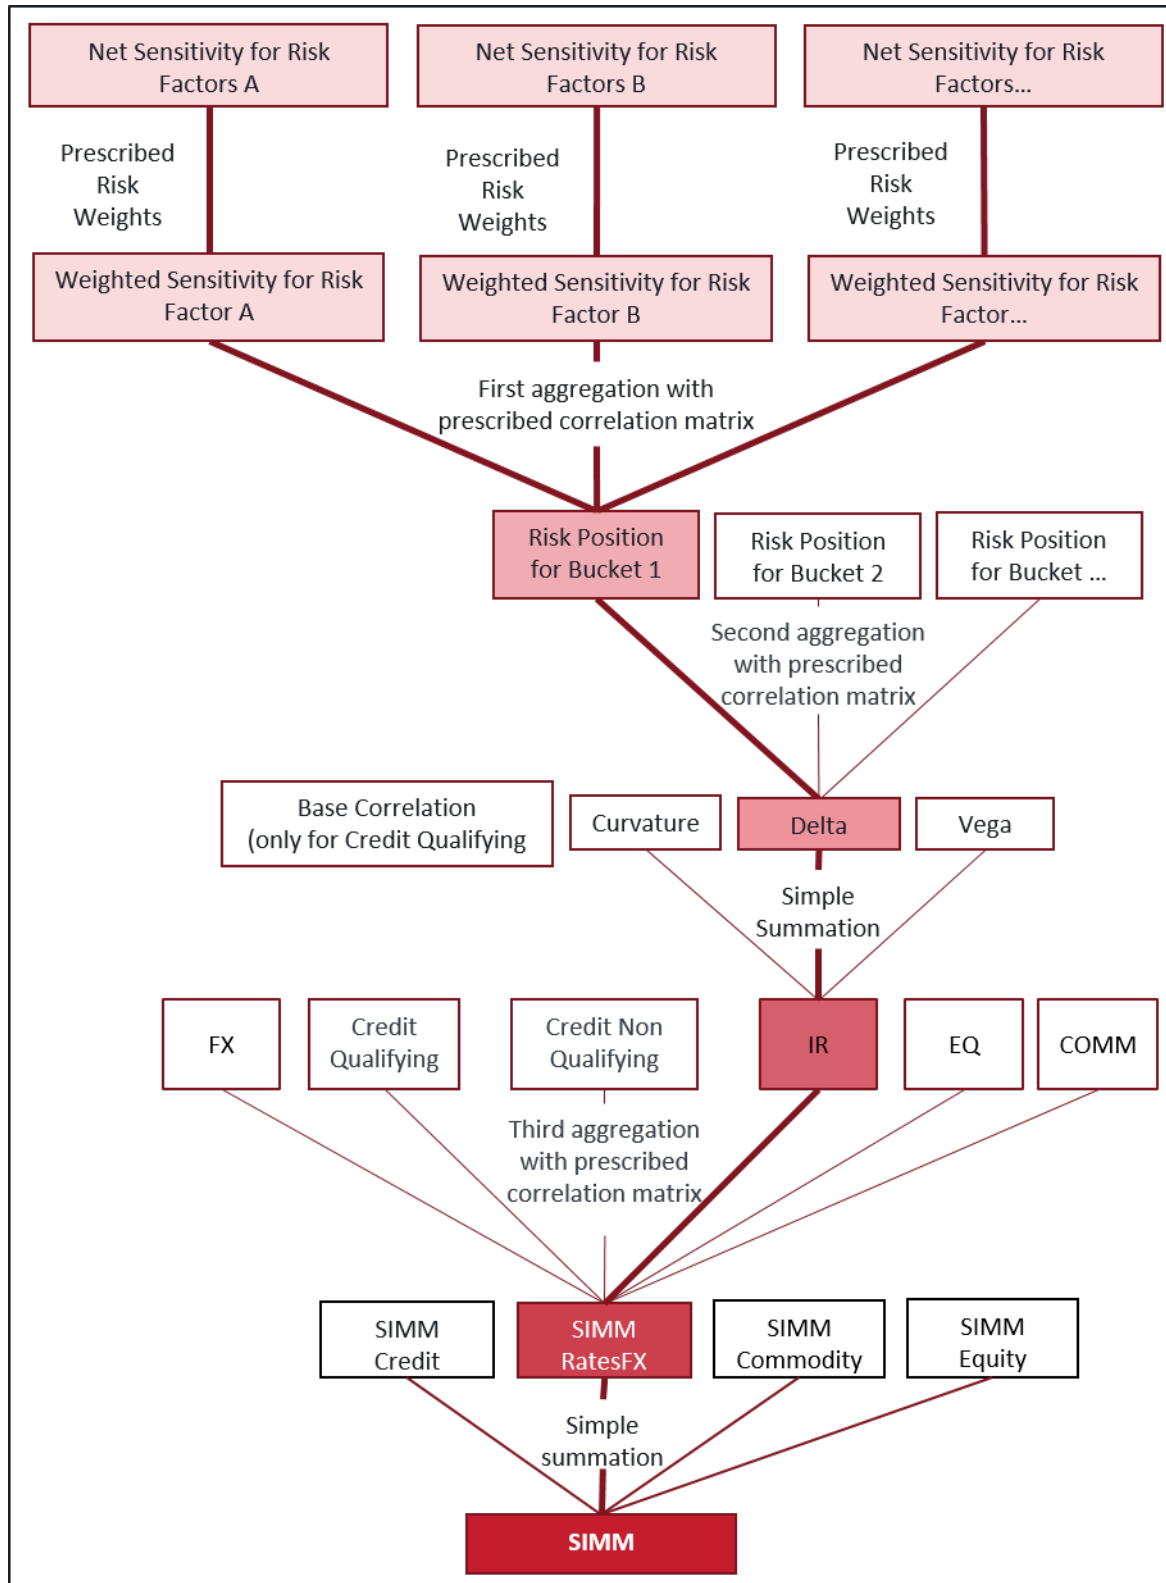 Net Sensitivity for Risk
Factors A
Net Sensitivity for Risk
Factors B
Net Sensitivity for Risk
Factors...
Prescribed
Risk
Weights
Prescribed
Risk
Weights
Prescribed
Risk
Weights
Weighted Sensitivity for Risk
Factor A
Weighted Sensitivity for Risk
Factor B
Weighted Sensitivity for Risk
Factor...
First aggregation with
prescribed correlation matrix
Risk Position
for Bucket 1
Risk Position
for Bucket 2
Risk Position
for Bucket ...
Second aggregation
with prescribed
correlation matrix
Base Correlation
(only for Credit Qualifying
Curvature
Delta
Vega
Simple
Summation
FX
Credit
Qualifying
Credit Non
Qualifying
IR
EQ
COMM
Third aggregation
with prescribed
correlation matrix
SIMM
Credit
SIMM
RatesFX
SIMM
Commodity
SIMM
Equity
Simple
summation
SIMM